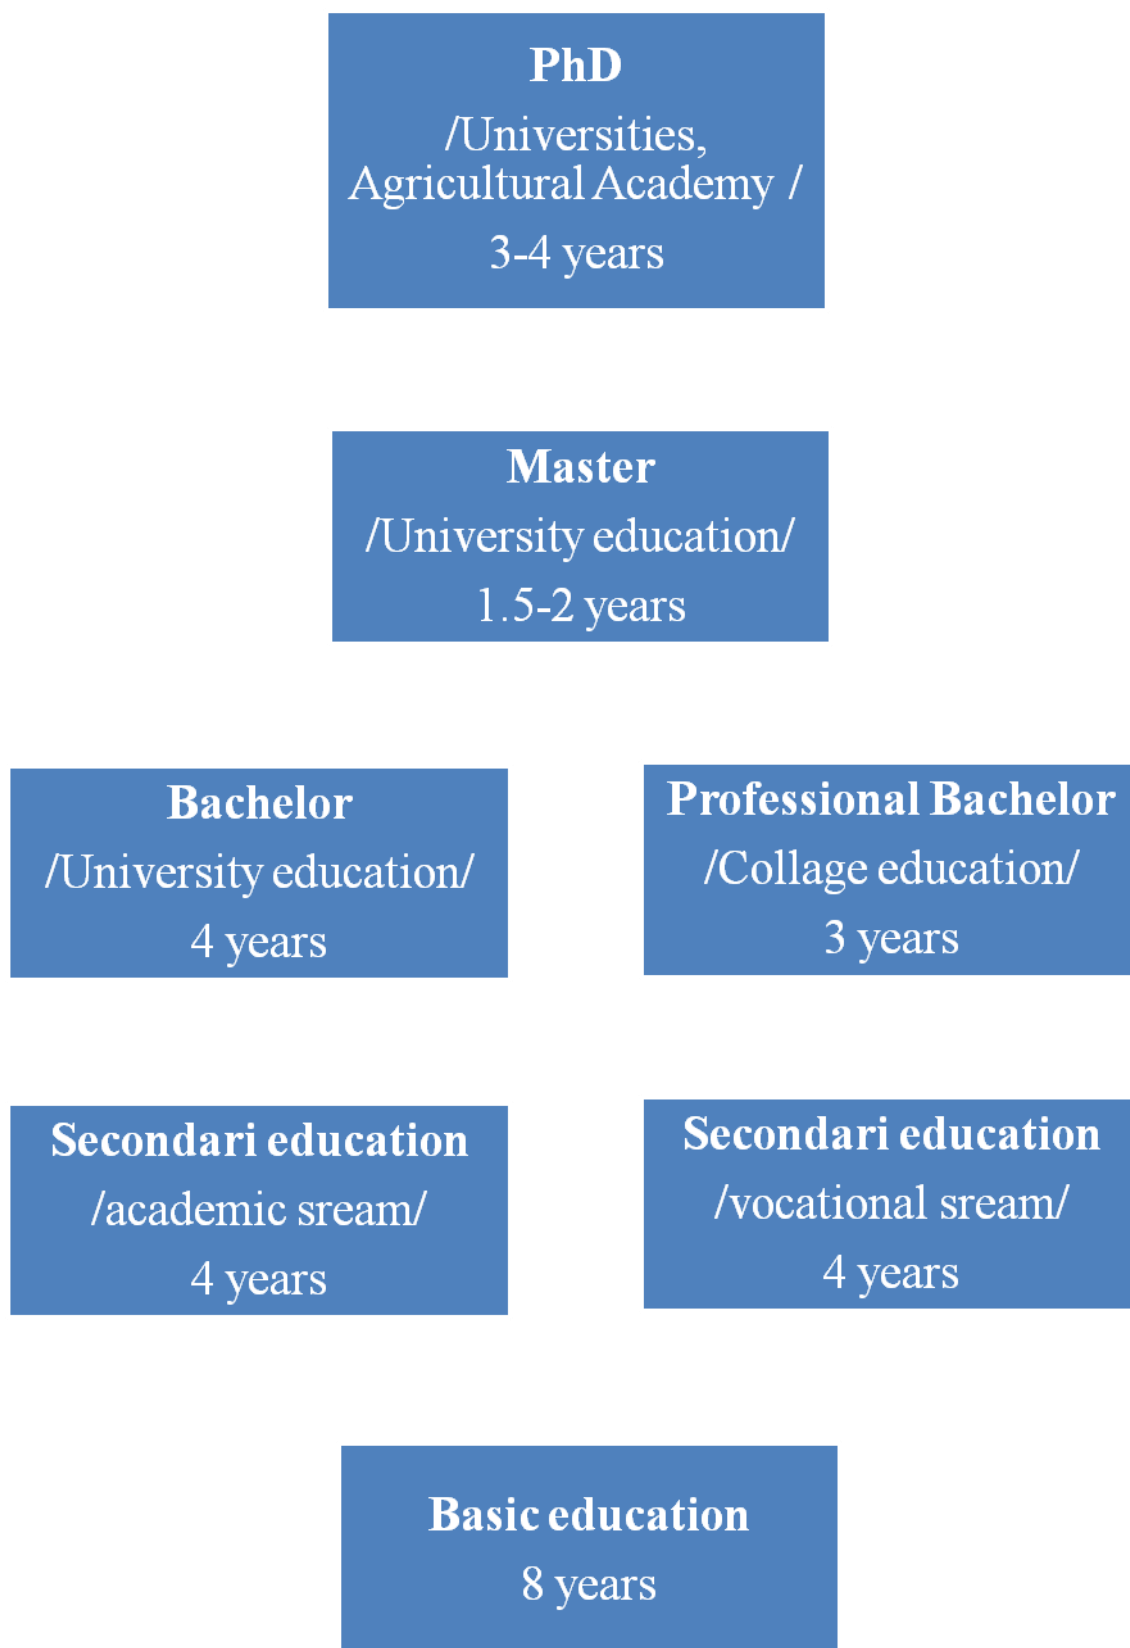 PhD
/Universities,
Agricultural Academy /
3-4 years
Master
/University education/
1.5-2 years
Bachelor
/University education/
4 years
Professional Bachelor
/Collage education/
3 years
Secondari education
/academic sream/
4 years
Secondari education
/vocational sream/
4 years
Basic education
8 years